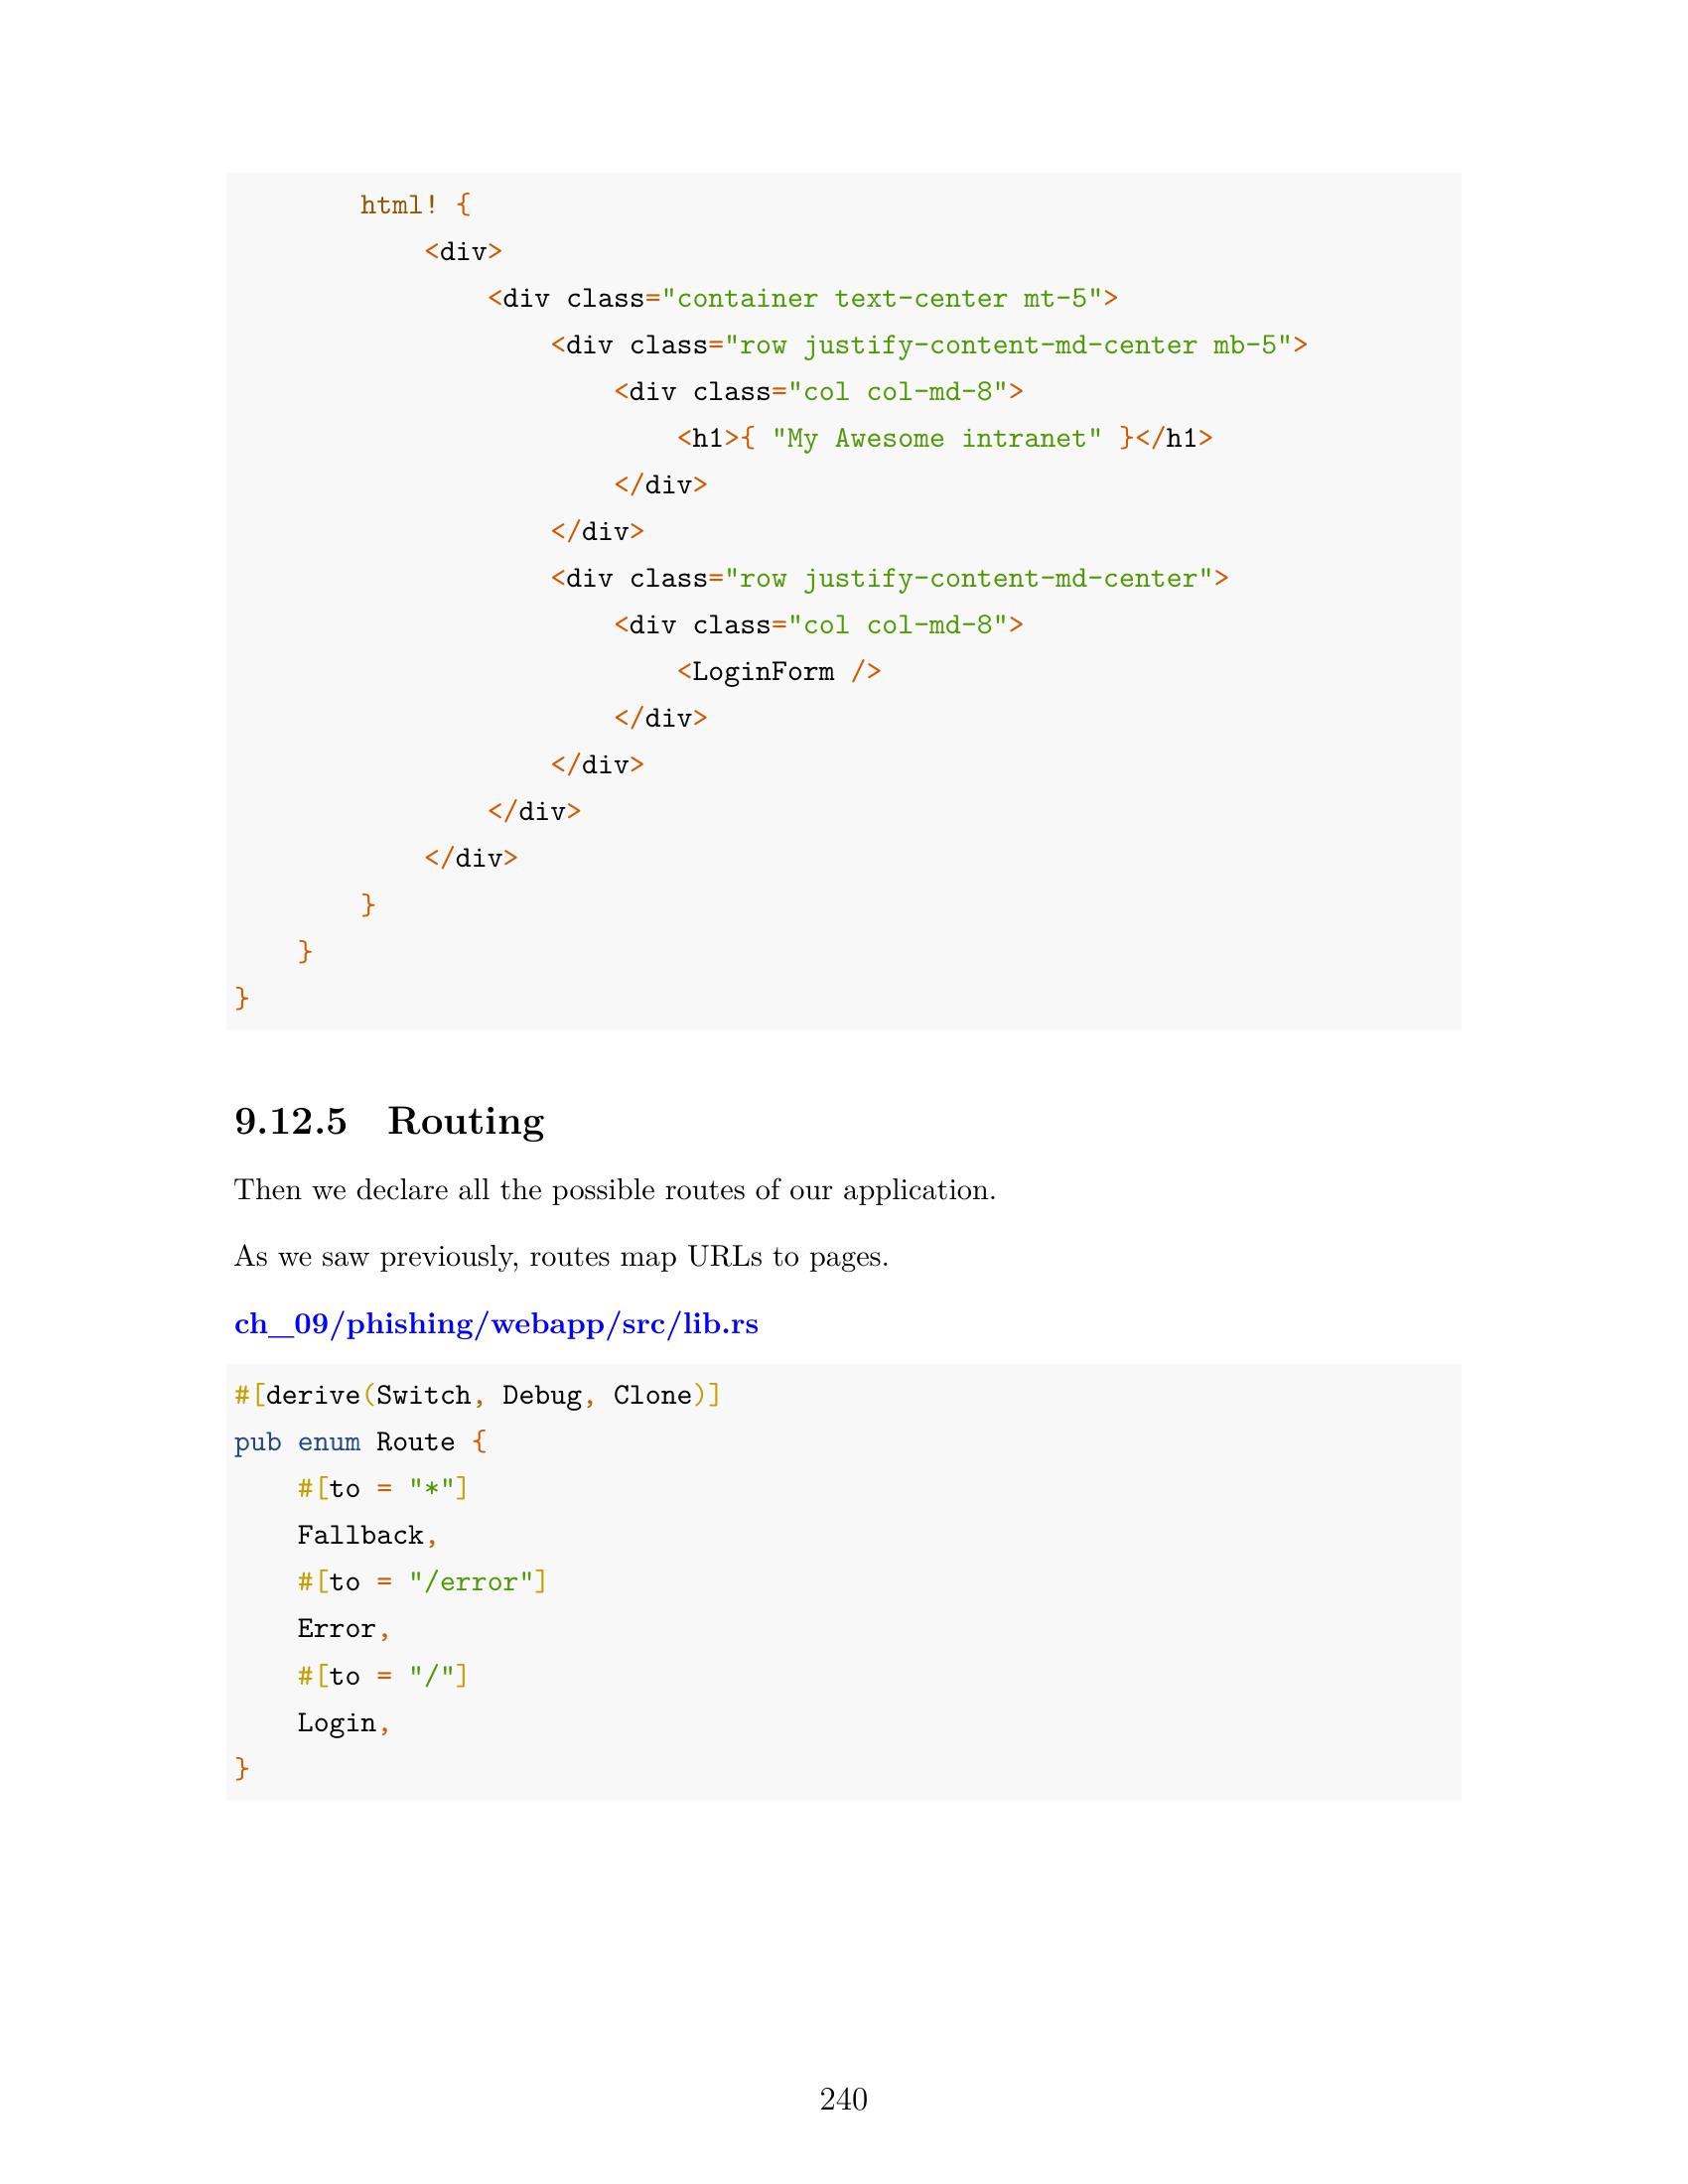 html! {
            <div>
                <div class="container text-center mt-5">
                    <div class="row justify-content-md-center mb-5">
                        <div class="col col-md-8">
                            <h1>{ "My Awesome intranet" }</h1>
                        </div>
                    </div>
                    <div class="row justify-content-md-center">
                        <div class="col col-md-8">
                            <LoginForm />
                        </div>
                    </div>
                </div>
            </div>
        }
    }
}
9.12.5 Routing
Then we declare all the possible routes of our application.
As we saw previously, routes map URLs to pages.
ch_09/phishing/webapp/src/lib.rs
#[derive(Switch, Debug, Clone)]
pub enum Route {
    #[to = "*"]
    Fallback,
    #[to = "/error"]
    Error,
    #[to = "/"]
    Login,
}
240